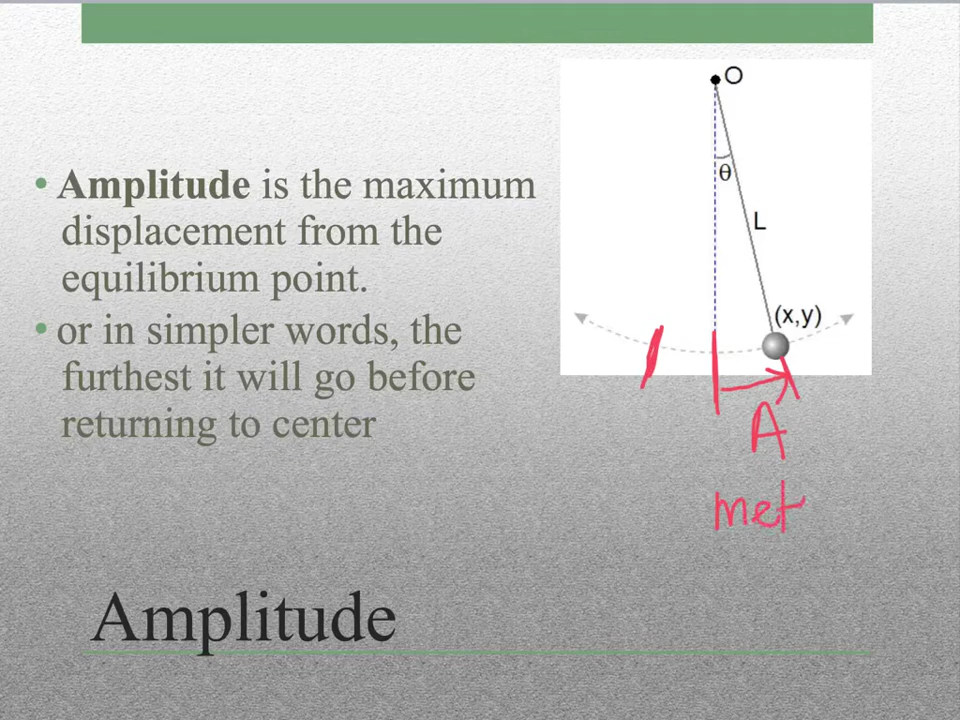 • Amplitude is the maximum
displacement from the
equilibrium point.
• or in simpler words, the
furthest it will go before
returning to center
O
θ
L
(x,y)
A
met
Amplitude